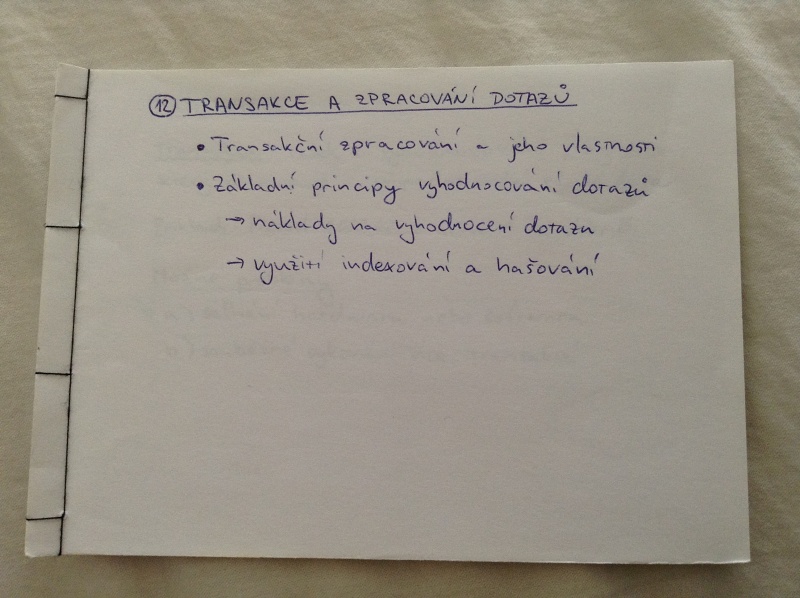 12 TRANSAKCE A ZPRACOVÁNÍ DOTAZŮ
• Transakční zpracování a jeho vlastnosti
• Základní principy vyhodnocování dotazů
→ náklady na vyhodnocení dotazu
→ využití indexování a hašování